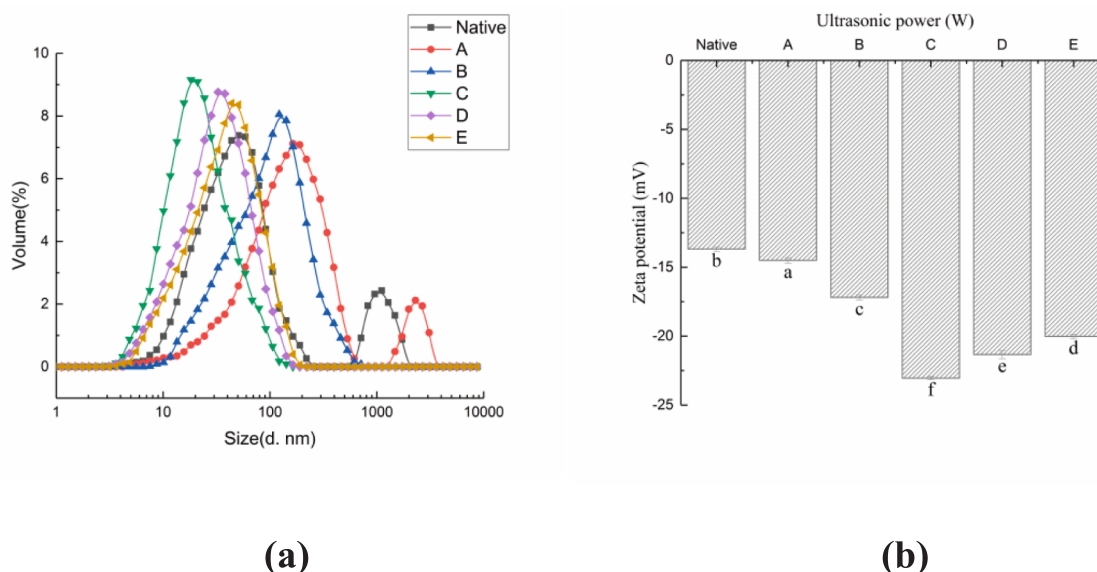 Native
A
B
C
D
E
10
8
6
4
2
0
Volume(%)
1
10
100
1000
10000
Size(d. nm)
(a)
Ultrasonic power (W)
Native
A
B
C
D
E
0
-5
-10
-15
-20
-25
Zeta potential (mV)
b
a
c
f
e
d
(b)